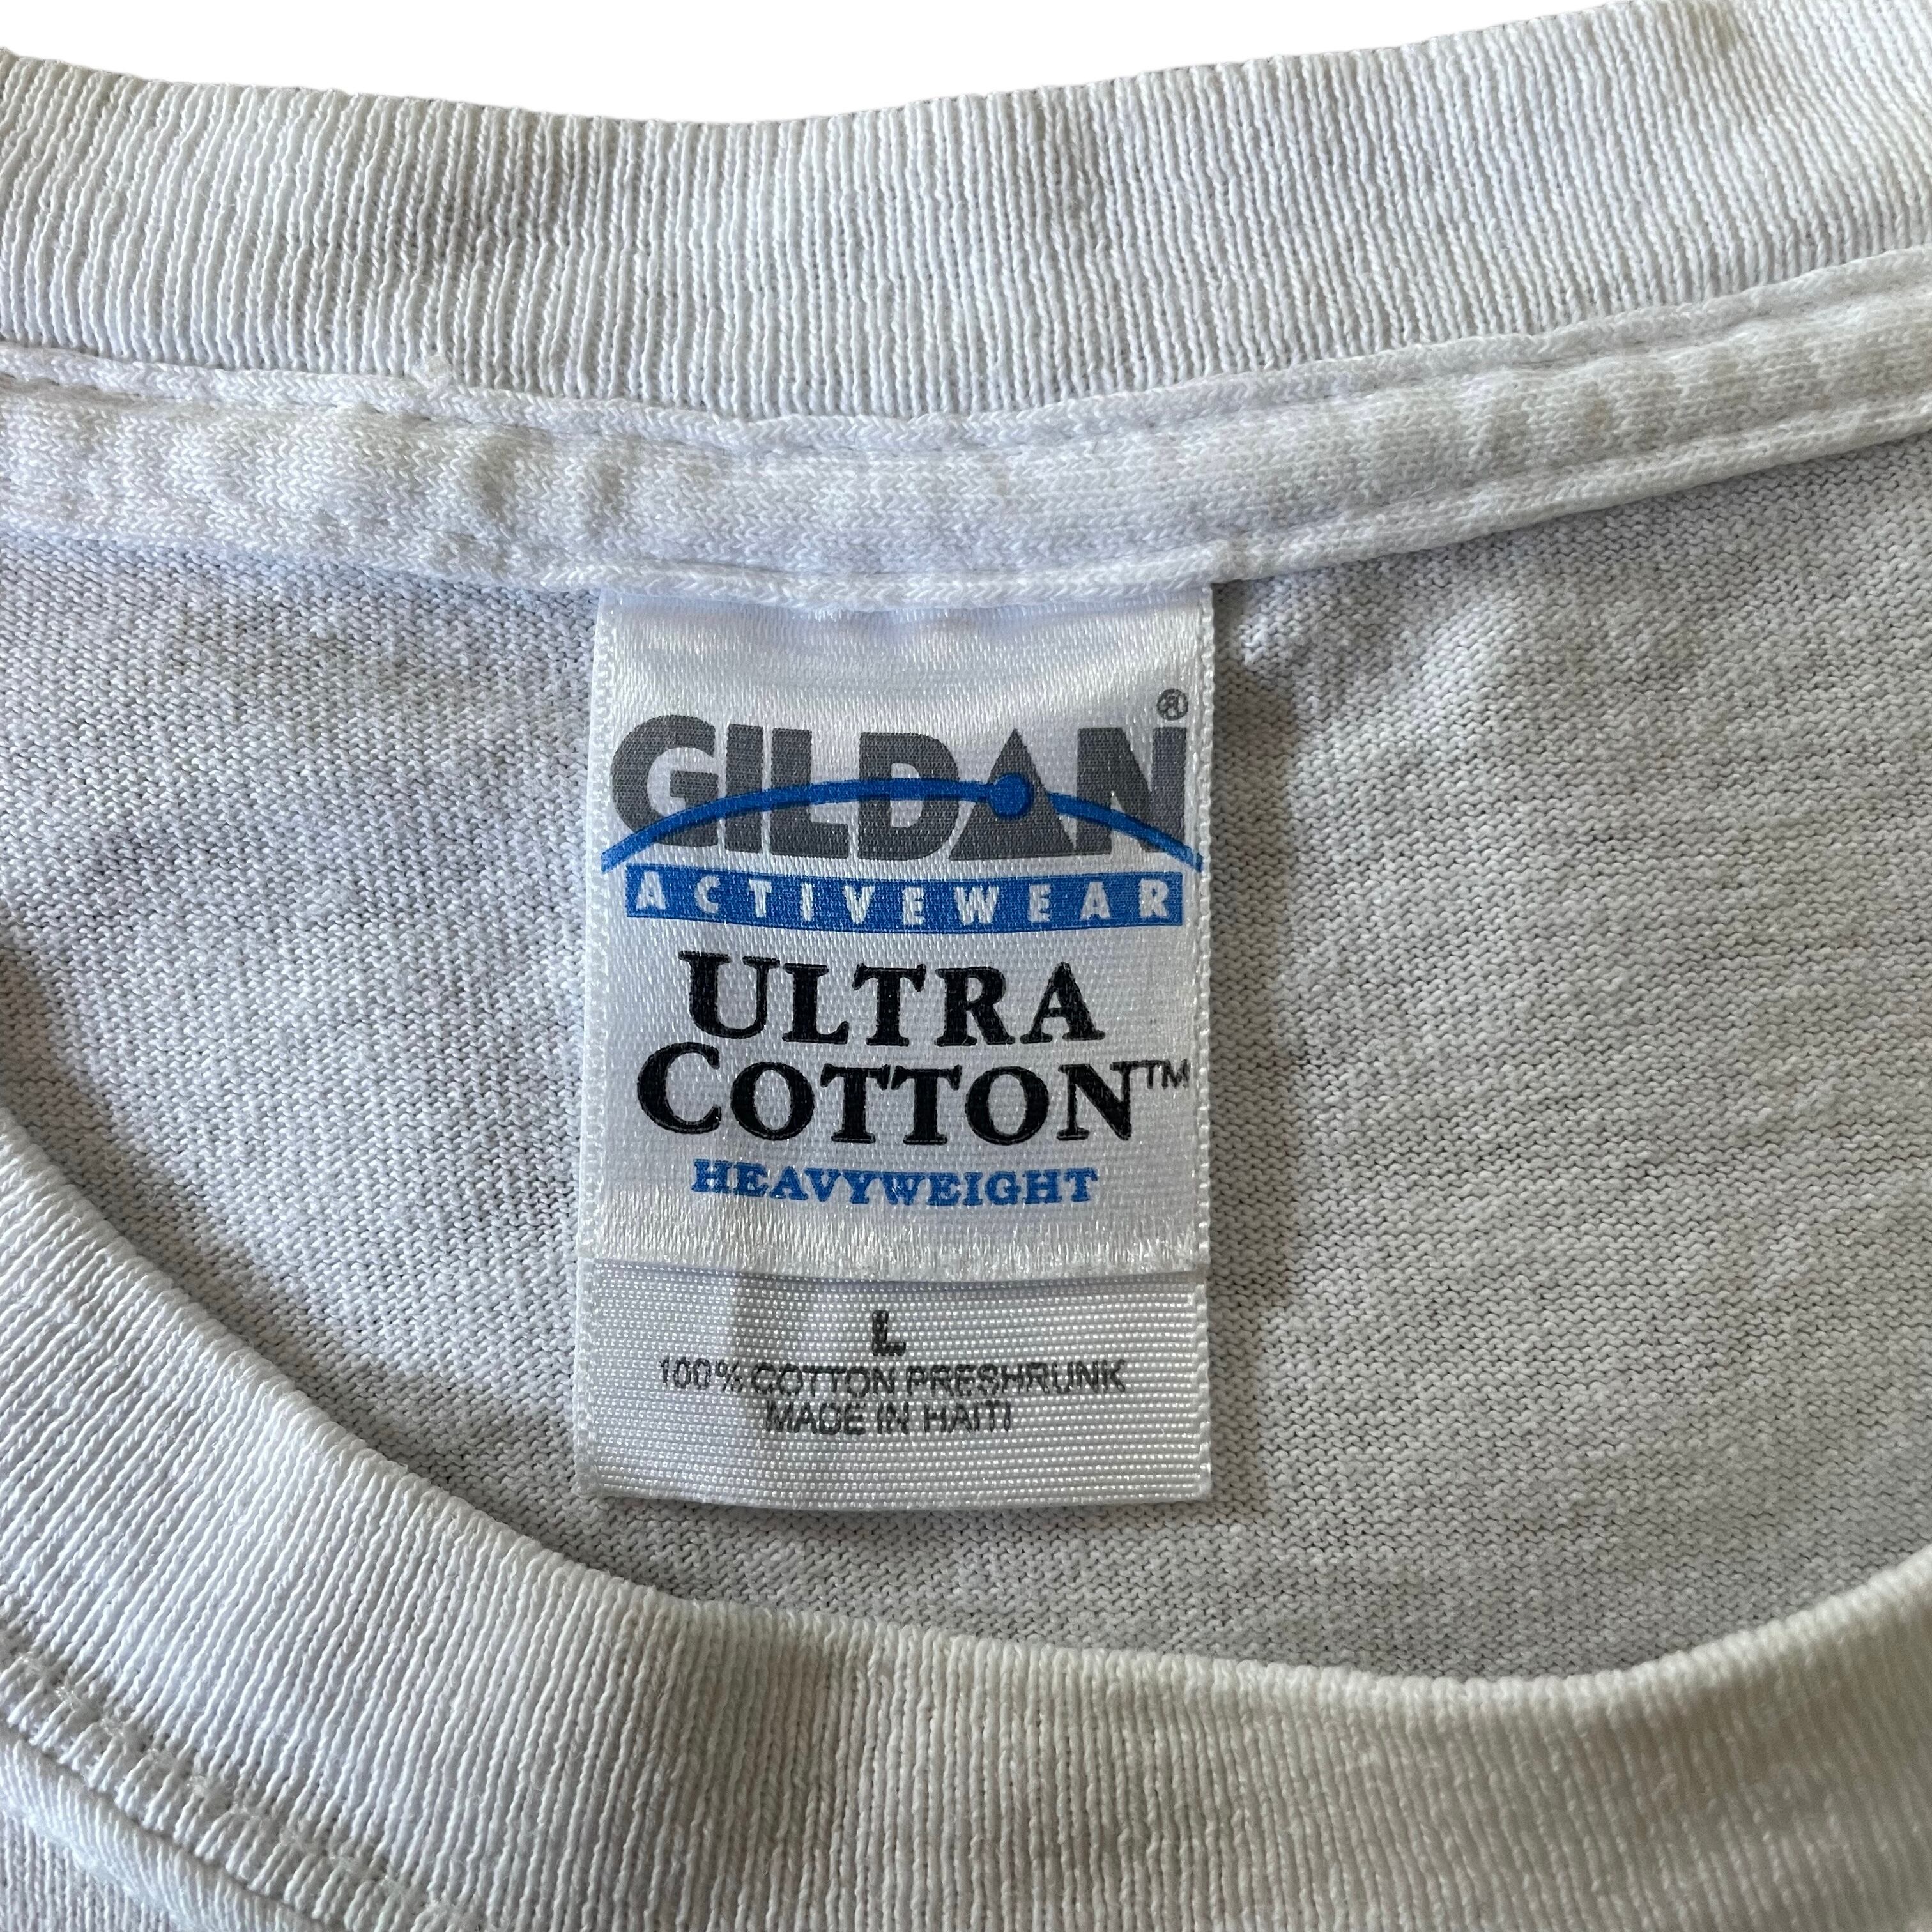 GILDAN®
ACTIVEWEAR
ULTRA
COTTON™
HEAVYWEIGHT
L
100% COTTON PRESHRUNK
MADE IN HAITI